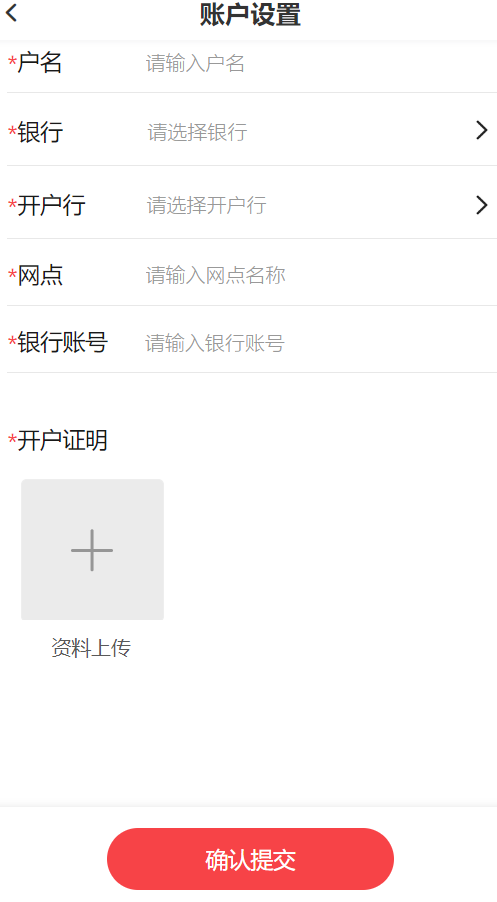 账户设置
*户名 请输入户名
*银行 请选择银行
*开户行 请选择开户行
*网点 请输入网点名称
*银行账号 请输入银行账号
*开户证明
资料上传
确认提交